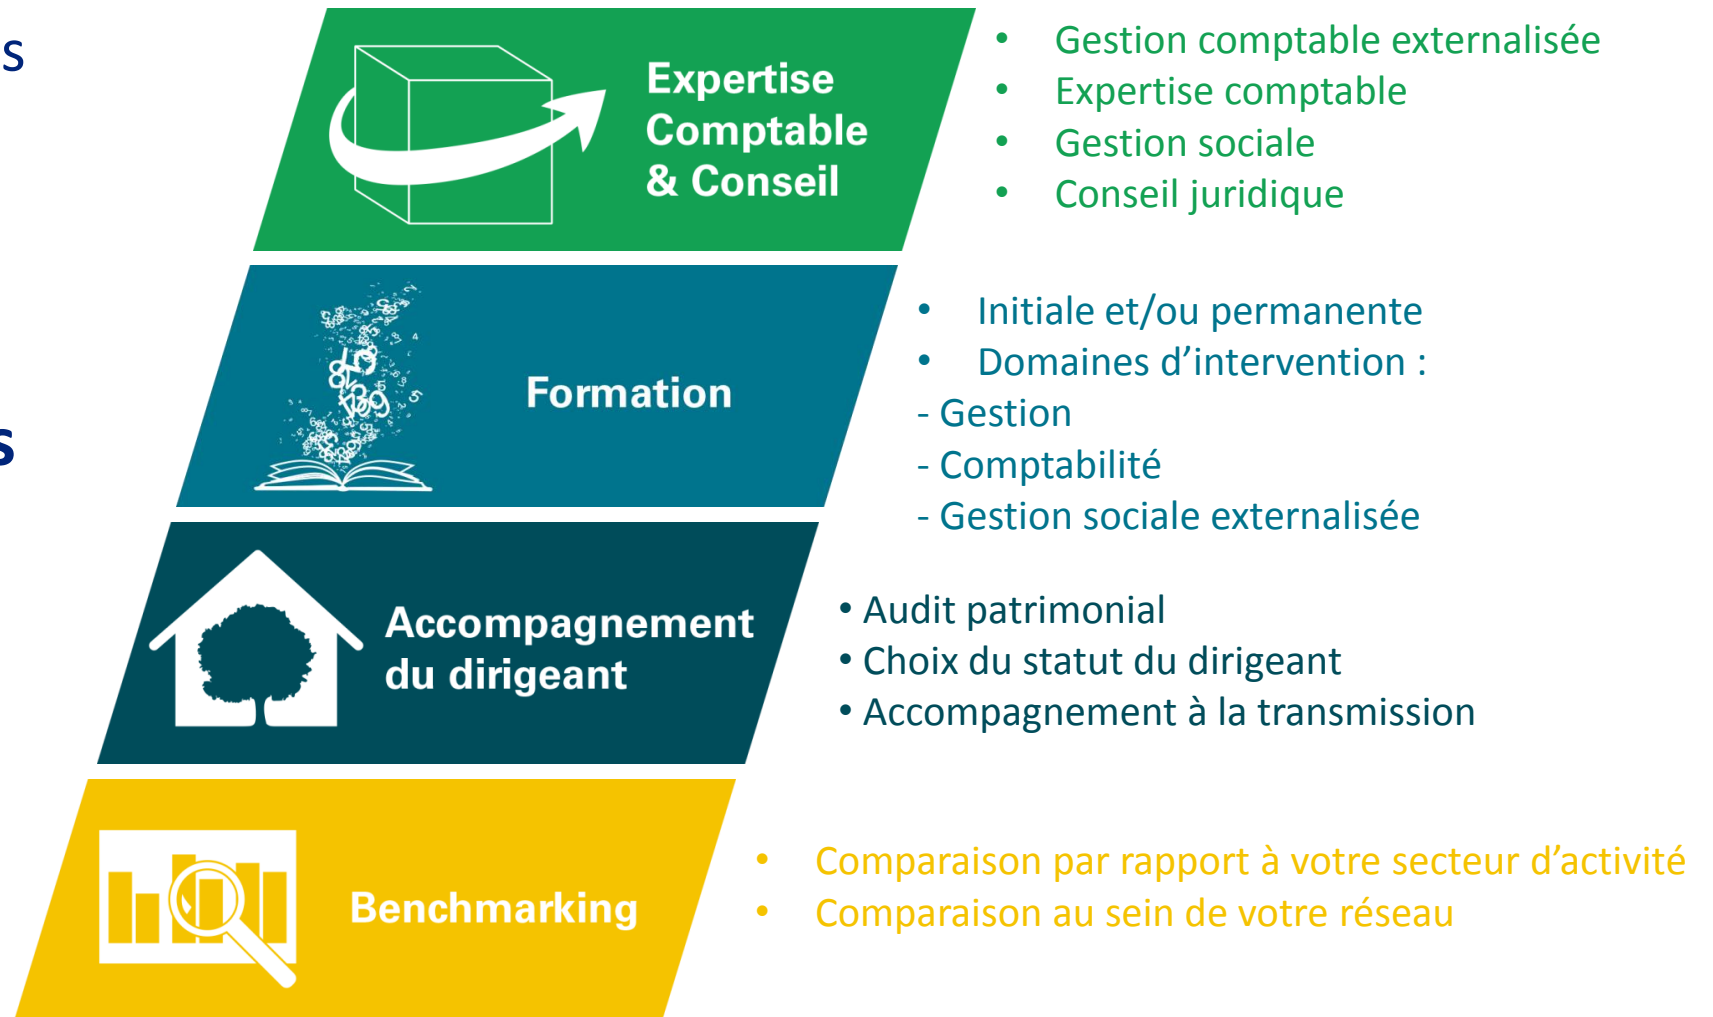 s
Expertise
Comptable
& Conseil
• Gestion comptable externalisée
• Expertise comptable
• Gestion sociale
• Conseil juridique
Formation
• Initiale et/ou permanente
• Domaines d’intervention :
- Gestion
- Comptabilité
- Gestion sociale externalisée
s
Accompagnement
du dirigeant
• Audit patrimonial
• Choix du statut du dirigeant
• Accompagnement à la transmission
Benchmarking
• Comparaison par rapport à votre secteur d’activité
• Comparaison au sein de votre réseau